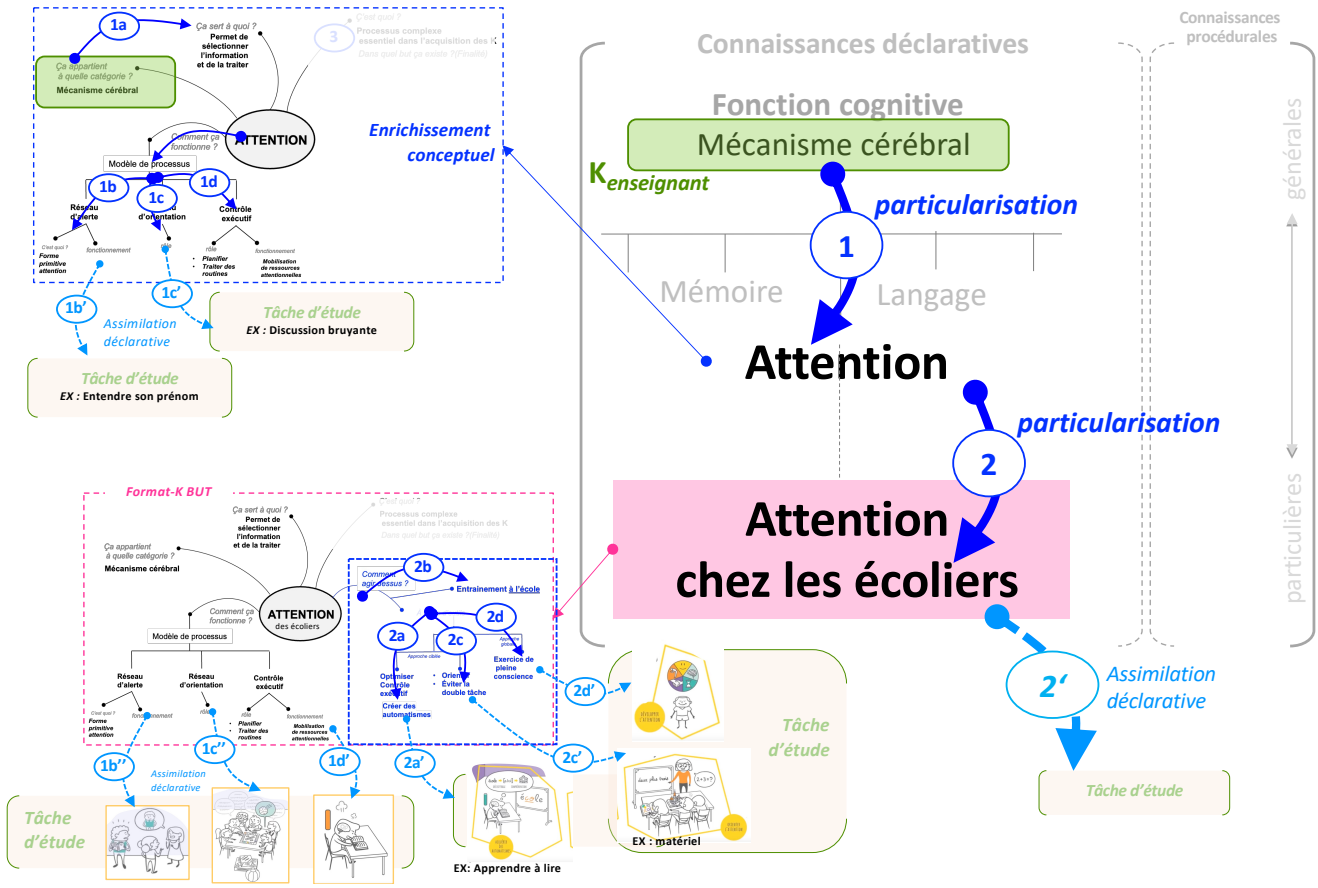 1a
Ça sert à quoi ?
Permet de
sélectionner
l'information
et de la traiter
3
C'est quoi ?
Processus complexe
essentiel dans l'acquisition des K
Dans quel but ça existe ?(Finalité)
Ça appartient
à quelle catégorie ?
Mécanisme cérébral
Comment ça
fonctionne ?
ATTENTION
Enrichissement
conceptuel
Modèle de processus
1b
1c
1d
Réseau
d'alerte
d'orientation
Contrôle
exécutif
C'est quoi ?
Forme
primitive
attention
fonctionnement
rôle
rôle
• Planifier
• Traiter des
routines
fonctionnement
Mobilisation
de ressources
attentionnelles
1b'
1c'
Assimilation
déclarative
Tâche d'étude
EX : Discussion bruyante
Tâche d'étude
EX : Entendre son prénom
Connaissances déclaratives
Connaissances
procédurales
Fonction cognitive
Mécanisme cérébral
Kenseignant
particularisation
1
Mémoire
Langage
Attention
particularisation
2
Attention
chez les écoliers
générales
particulières
2'
Assimilation
déclarative
Tâche d'étude
Format-K BUT
Ça sert à quoi ?
Permet de
sélectionner
l'information
et de la traiter
C'est quoi ?
Processus complexe
essentiel dans l'acquisition des K
Dans quel but ça existe ?(Finalité)
Ça appartient
à quelle catégorie ?
Mécanisme cérébral
Comment ça
fonctionne ?
ATTENTION
des écoliers
Comment
agir dessus ?
2b
Entrainement à l'école
2a
2c
2d
Approche ciblée
Approche
globale
Optimiser
Contrôle
exécutif
Créer des
automatismes
• Orienter
• Éviter la
double tâche
Exercice de
pleine
conscience
Modèle de processus
Réseau
d'alerte
Réseau
d'orientation
Contrôle
exécutif
C'est quoi ?
Forme
primitive
attention
fonctionnement
rôle
rôle
• Planifier
• Traiter des
routines
fonctionnement
Mobilisation
de ressources
attentionnelles
1b''
1c''
1d'
2a'
2c'
2d'
Assimilation
déclarative
Tâche
d'étude
école
EX: Apprendre à lire
2+3=?
EX : matériel
Tâche
d'étude